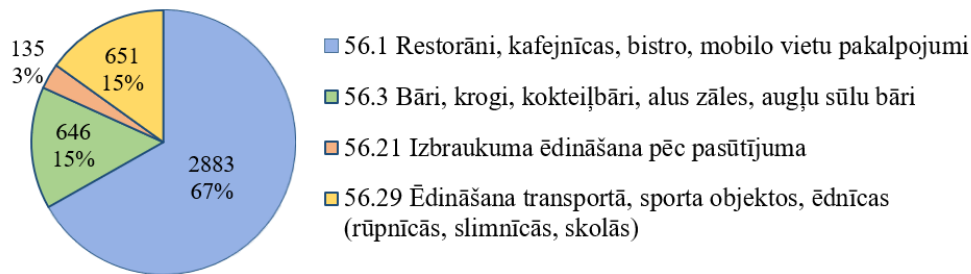 135
3%
651
15%
646
15%
2883
67%
56.1 Restorāni, kafejnīcas, bistro, mobilo vietu pakalpojumi
56.3 Bāri, krogi, kokteiļbāri, alus zāles, augļu sūlu bāri
56.21 Izbraukuma ēdināšana pēc pasūtījuma
56.29 Ēdināšana transportā, sporta objektos, ēdnīcas
(rūpnīcās, slimnīcās, skolās)